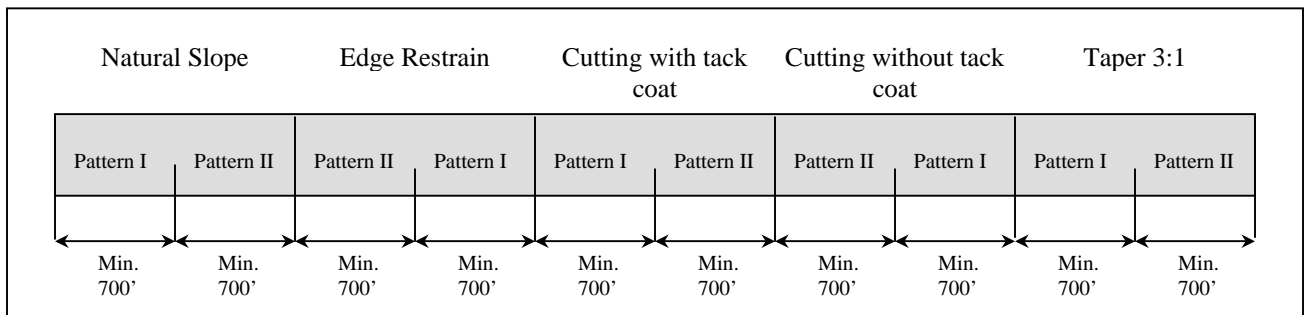 Natural Slope Edge Restrain Cutting with tack coat Cutting without tack coat Taper 3:1
Pattern I Pattern II Pattern II Pattern I Pattern I Pattern II Pattern II Pattern I Pattern I Pattern II
Min. Min. Min. Min. Min. Min. Min. Min. Min. Min.
700’ 700’ 700’ 700’ 700’ 700’ 700’ 700’ 700’ 700’